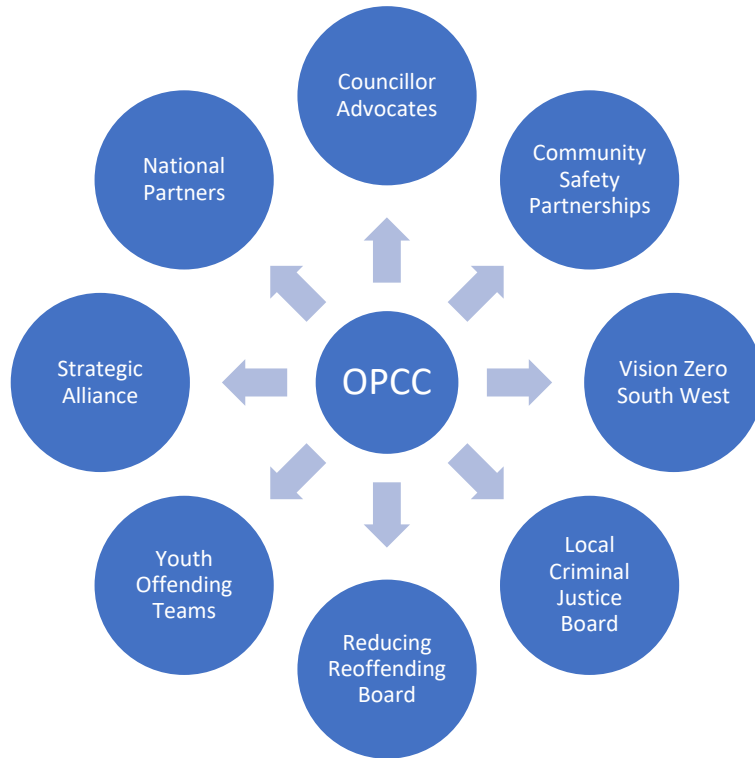 Councillor
Advocates
Community
Safety
Partnerships
Vision Zero
South West
Local
Criminal
Justice
Board
Reducing
Reoffending
Board
Youth
Offending
Teams
Strategic
Alliance
National
Partners
OPCC